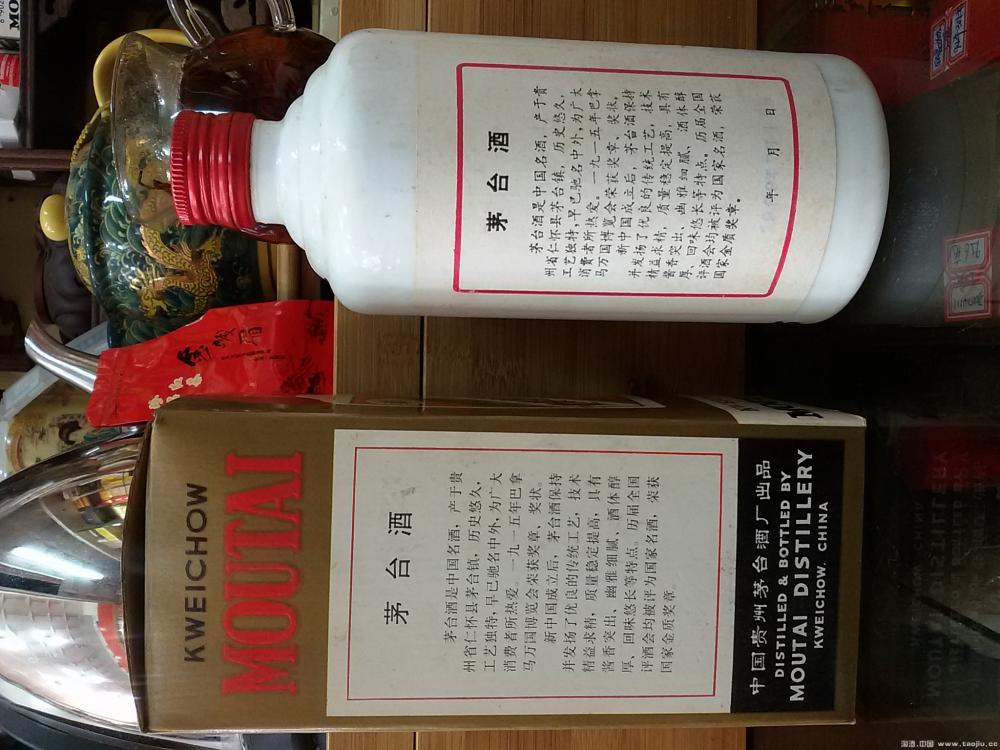 茅台酒
茅台酒是中国名酒，产于贵
州省仁怀县茅台镇，历史悠久，
工艺独特，早已驰名中外，为广大
消费者所热爱。一九一五年巴拿
马万国博览会荣获奖章、奖状。
新中国成立后，茅台酒保持
并发扬了优良的传统工艺，技术
精益求精，质量稳定提高，具有
酱香突出、幽雅细腻、酒体醇
厚、回味悠长等特点。历届全国
评酒会均被评为国家名酒，荣获
国家金质奖章。
年 月 日
金骏眉
KWEICHOW
MOUTAI
茅台酒
茅台酒是中国名酒，产于贵
州省仁怀县茅台镇，历史悠久，
工艺独特，早已驰名中外，为广大
消费者所热爱。一九一五年巴拿
马万国博览会荣获奖章、奖状。
新中国成立后，茅台酒保持
并发扬了优良的传统工艺，技术
精益求精，质量稳定提高，具有
酱香突出、幽雅细腻、酒体醇
厚、回味悠长等特点。历届全国
评酒会均被评为国家名酒，荣获
国家金质奖章。
中国贵州茅台酒厂出品
DISTILLED & BOTTLED BY
MOUTAI DISTILLERY
KWEICHOW, CHINA
淘酒.中国 www.taojiu.cc